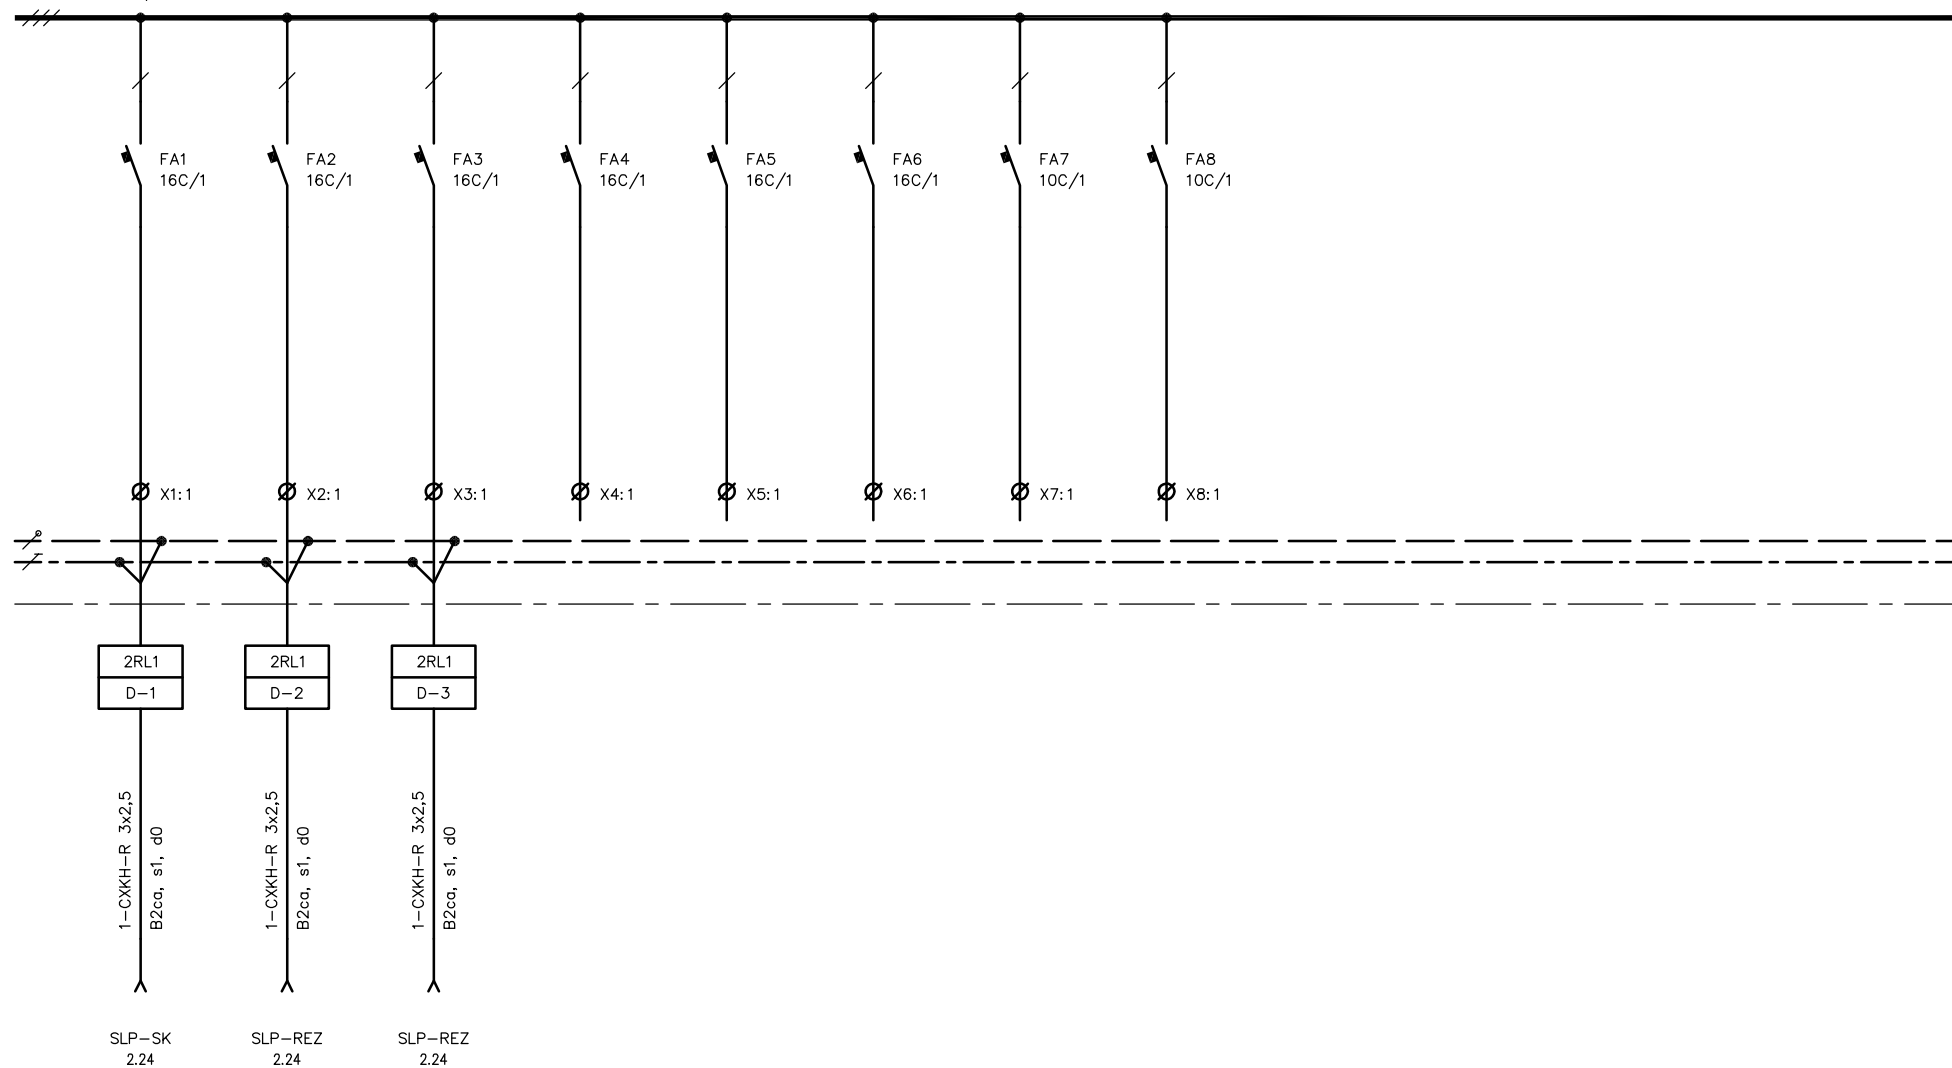 FA1 FA2 FA3 FA4 FA5 FA6 FA7 FA8
16C/1 16C/1 16C/1 16C/1 16C/1 16C/1 10C/1 10C/1
X1:1 X2:1 X3:1 X4:1 X5:1 X6:1 X7:1 X8:1
2RL1 2RL1 2RL1
D-1 D-2 D-3
1-CXKH-R 3x2,5
B2ca, s1, d0
1-CXKH-R 3x2,5
B2ca, s1, d0
1-CXKH-R 3x2,5
B2ca, s1, d0
SLP-SK SLP-REZ SLP-REZ
2.24 2.24 2.24